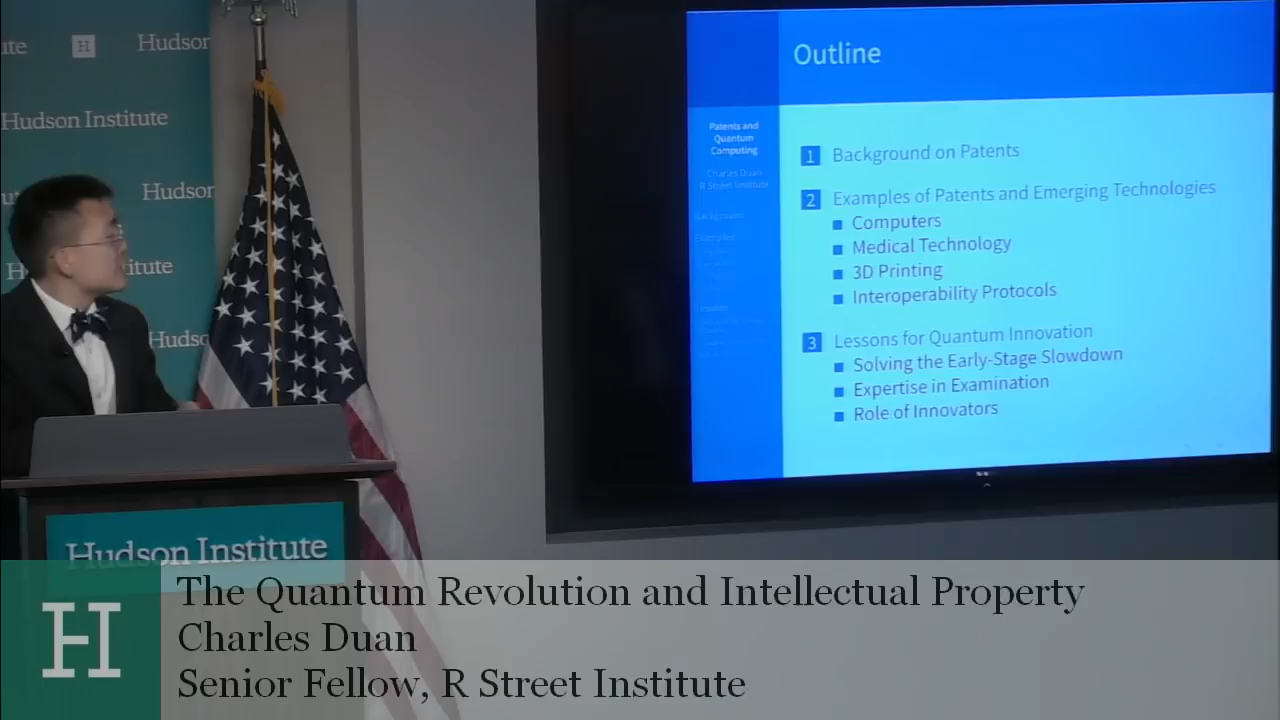 ute
H
Hudson
Hudson Institute
Hudson
H
itute
Hudso
Hudson Institute
Outline
Patents and
Quantum
Computing
Charles Duan
R Street Institute
Background
Examples
1 Background on Patents
2 Examples of Patents and Emerging Technologies
Computers
Medical Technology
3D Printing
Interoperability Protocols
3 Lessons for Quantum Innovation
Solving the Early-Stage Slowdown
Expertise in Examination
Role of Innovators
H
The Quantum Revolution and Intellectual Property
Charles Duan
Senior Fellow, R Street Institute